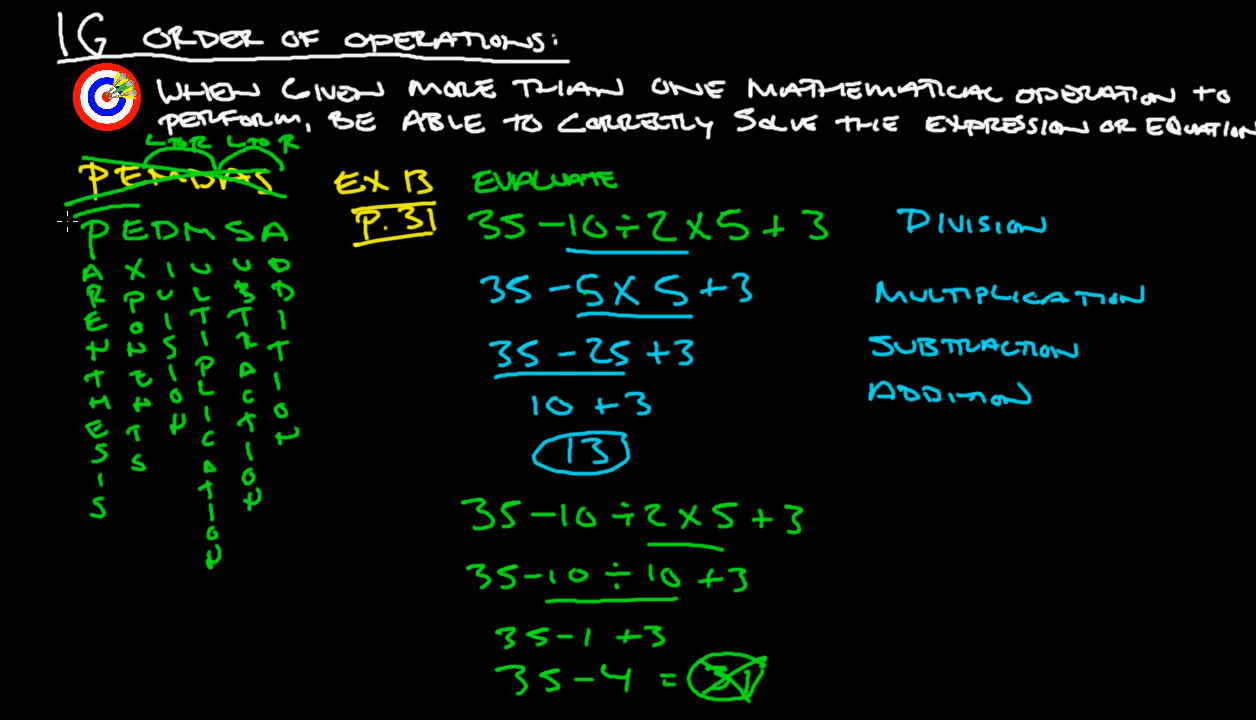 1G ORDER OF OPERATIONS:
WHEN GIVEN MORE THAN ONE MATHEMATICAL OPERATION TO
PERFORM, BE ABLE TO CORRECTLY SOLVE THE EXPRESSION OR EQUATION
L TO R L TO R
PEMDAS
PEDMSA
PARENTHESIS
EXPONENTS
DIVISION
MULTIPLICATION
SUBTRACTION
ADDITION
EX 13 EVALUATE
P. 31
35 - 10 ÷ 2 × 5 + 3 DIVISION
35 - 5 × 5 + 3 MULTIPLICATION
35 - 25 + 3 SUBTRACTION
10 + 3 ADDITION
13
35 - 10 ÷ 2 × 5 + 3
35 - 10 ÷ 10 + 3
35 - 1 + 3
35 - 4 = 31